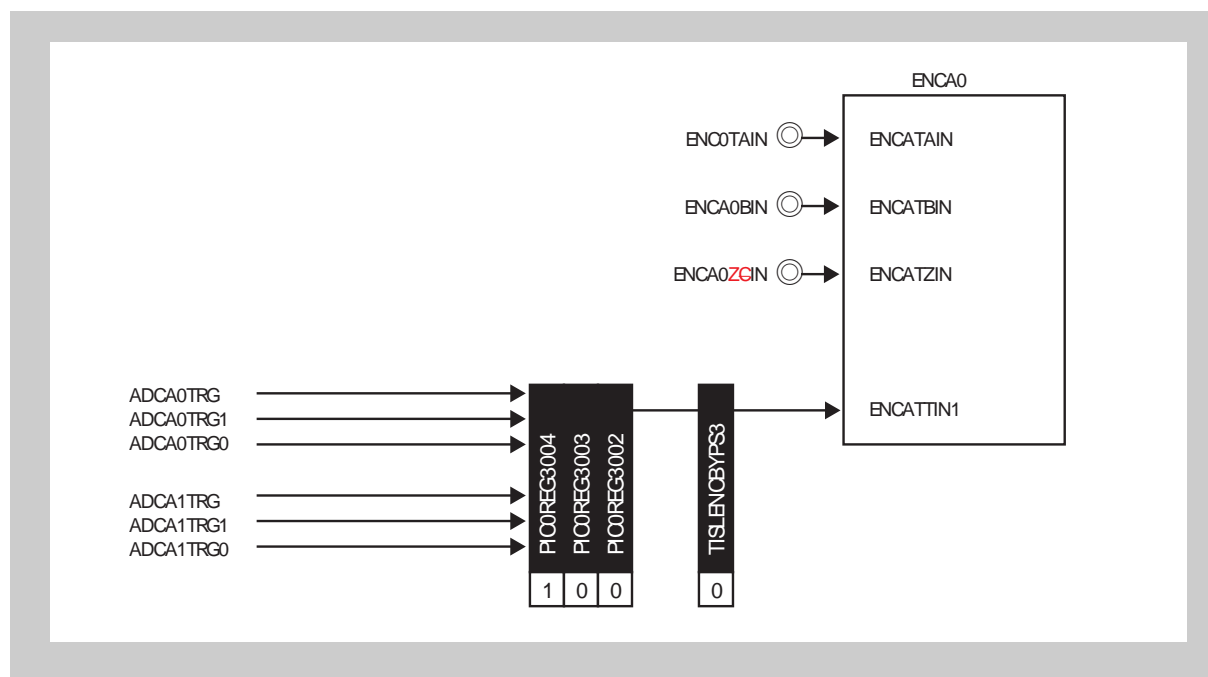 ENCA0
ENC0TAIN
ENCATAIN
ENCA0BIN
ENCATBIN
ENCA0ZCIN
ENCATZIN
ADCA0TRG
ADCA0TRG1
ADCA0TRG0
ENCATTIN1
ADCA1TRG
ADCA1TRG1
ADCA1TRG0
PIC0REG3004
PIC0REG3003
PIC0REG3002
TISLENCBYPS3
1 0 0
0